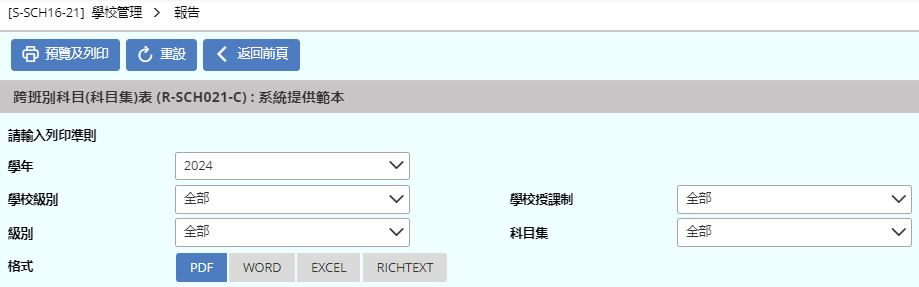 [S-SCH16-21] 學校管理 > 報告
預覽及列印 重設 返回前頁
跨班別科目(科目集)表 (R-SCH021-C) : 系統提供範本
請輸入列印準則
學年 2024
學校級別 全部 學校授課制 全部
級別 全部 科目集 全部
格式 PDF WORD EXCEL RICHTEXT